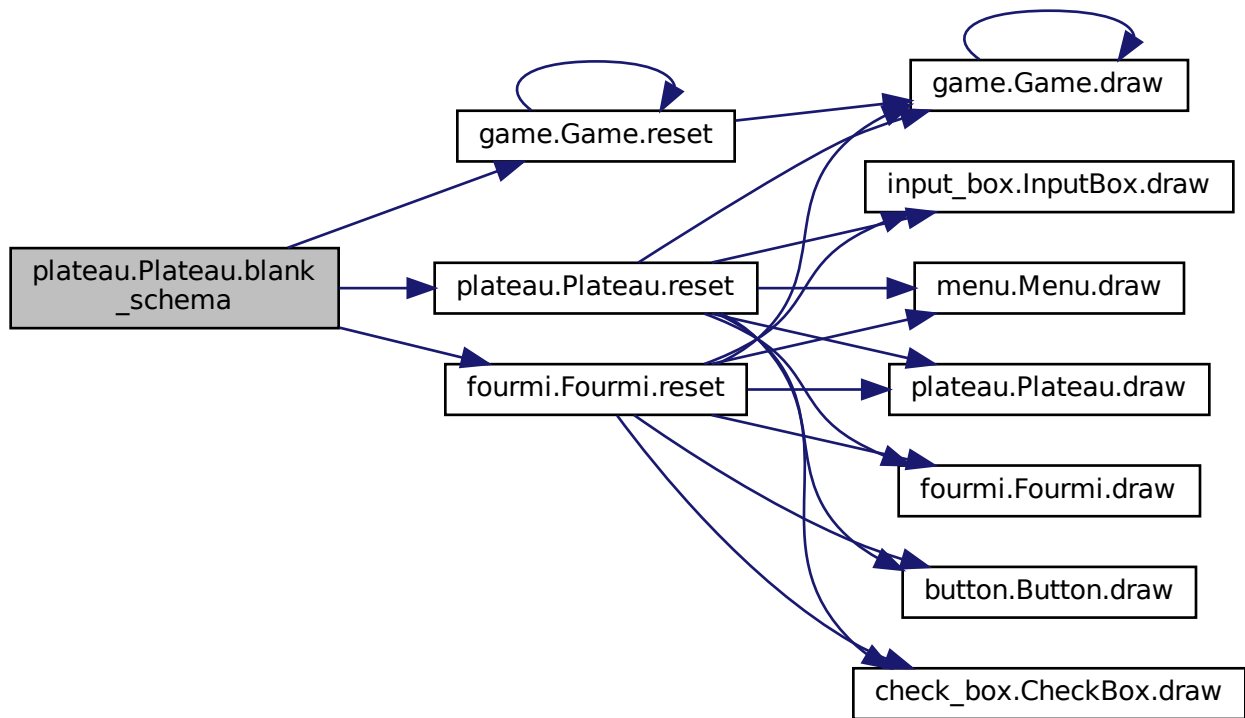 game.Game.draw
game.Game.reset
input_box.InputBox.draw
plateau.Plateau.blank
_schema
plateau.Plateau.reset
menu.Menu.draw
fourmi.Fourmi.reset
plateau.Plateau.draw
fourmi.Fourmi.draw
button.Button.draw
check_box.CheckBox.draw